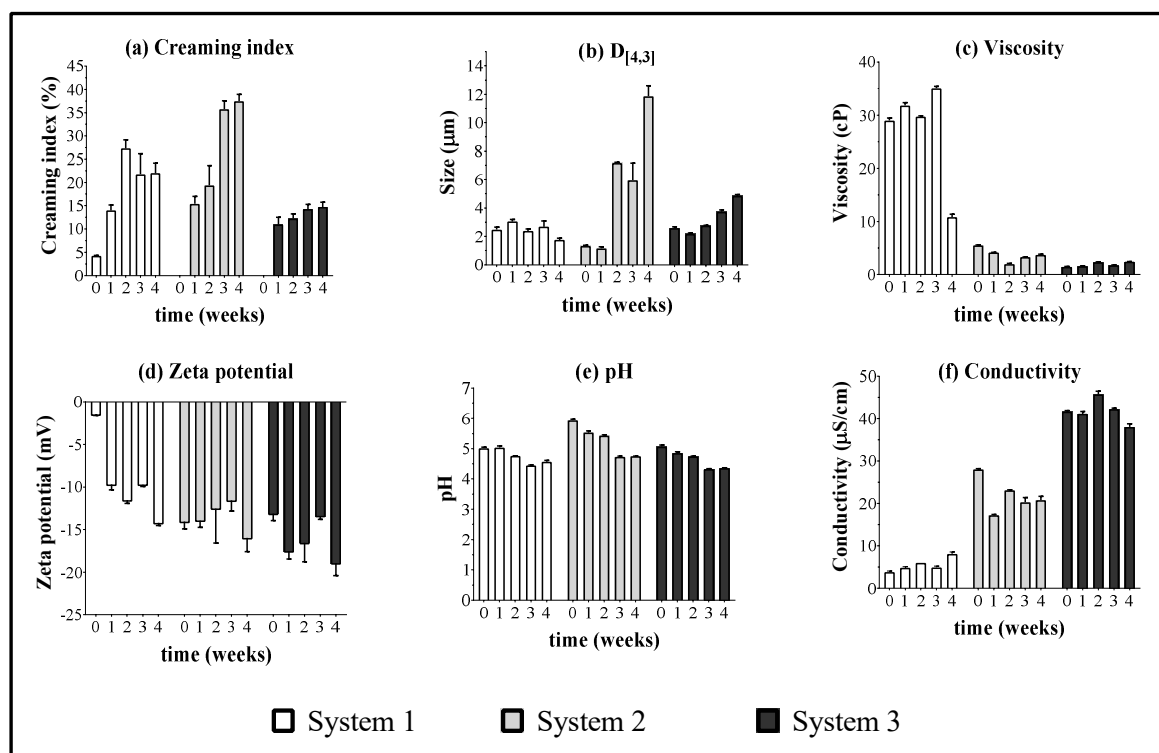 (a) Creaming index
Creaming index (%)
45
40
35
30
25
20
15
10
5
0
0 1 2 3 4 0 1 2 3 4 0 1 2 3 4
time (weeks)
(b) D[4,3]
Size (μm)
14
12
10
8
6
4
2
0
0 1 2 3 4 0 1 2 3 4 0 1 2 3 4
time (weeks)
(c) Viscosity
Viscosity (cP)
40
30
20
10
0
0 1 2 3 4 0 1 2 3 4 0 1 2 3 4
time (weeks)
(d) Zeta potential
Zeta potential (mV)
0
-5
-10
-15
-20
-25
0 1 2 3 4 0 1 2 3 4 0 1 2 3 4
time (weeks)
(e) pH
pH
7
6
5
4
3
2
1
0
0 1 2 3 4 0 1 2 3 4 0 1 2 3 4
time (weeks)
(f) Conductivity
Conductivity (μS/cm)
50
40
30
20
10
0
0 1 2 3 4 0 1 2 3 4 0 1 2 3 4
time (weeks)
System 1 System 2 System 3